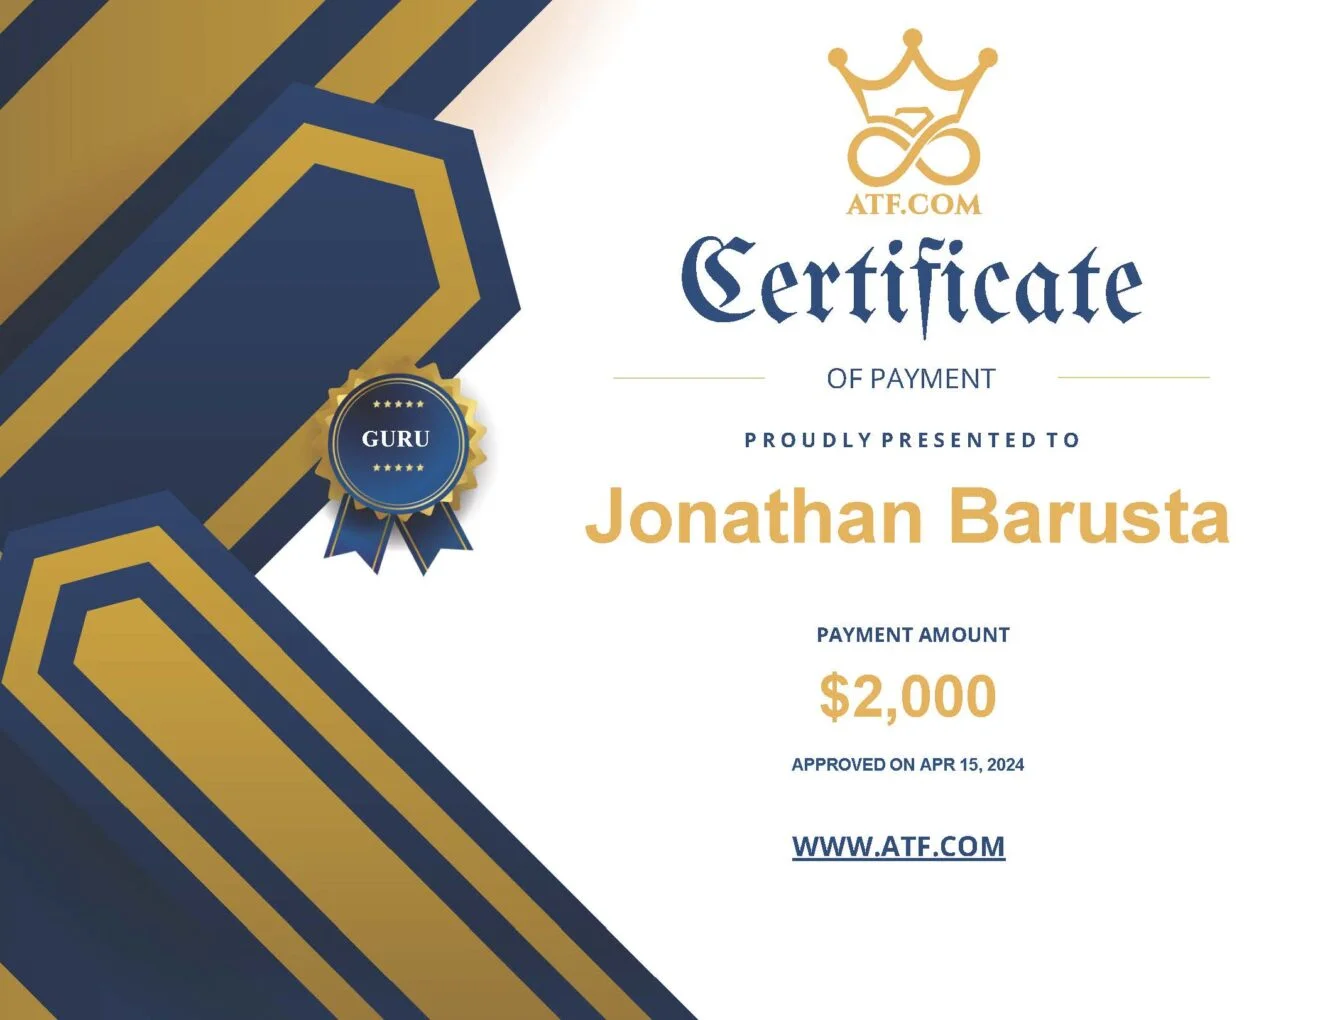 ATF.COM
Certificate
OF PAYMENT
PROUDLY PRESENTED TO
GURU
Jonathan Barusta
PAYMENT AMOUNT
$2,000
APPROVED ON APR 15, 2024
WWW.ATF.COM